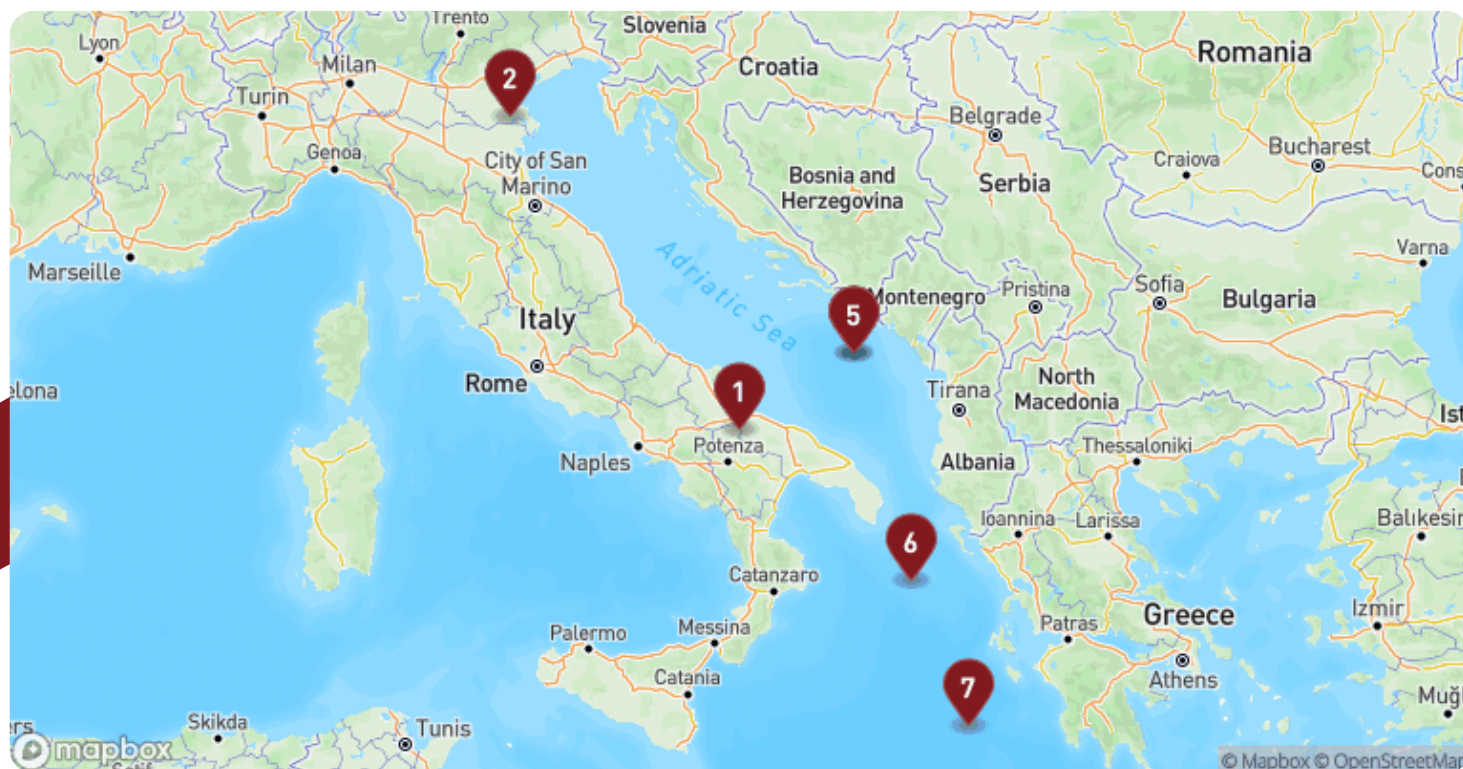 Trento
Slovenia
Lyon
Milan
Croatia
Romania
2
Turin
Belgrade
Genoa
City of San
Marino
Bosnia and
Herzegovina
Serbia
Craiova
Bucharest
Cons
Marseille
Adriatic Sea
Montenegro
Pristina
Sofia
Varna
Bulgaria
5
Italy
Rome
elona
1
Tirana
North
Macedonia
Ist
Naples
Potenza
Albania
Thessaloniki
Ioannina
Larissa
Balıkesir
6
Catanzaro
Greece
Izmir
Palermo
Messina
Patras
Catania
7
Athens
Muğl
ers
Skikda
Tunis
mapbox
© Mapbox © OpenStreetMap